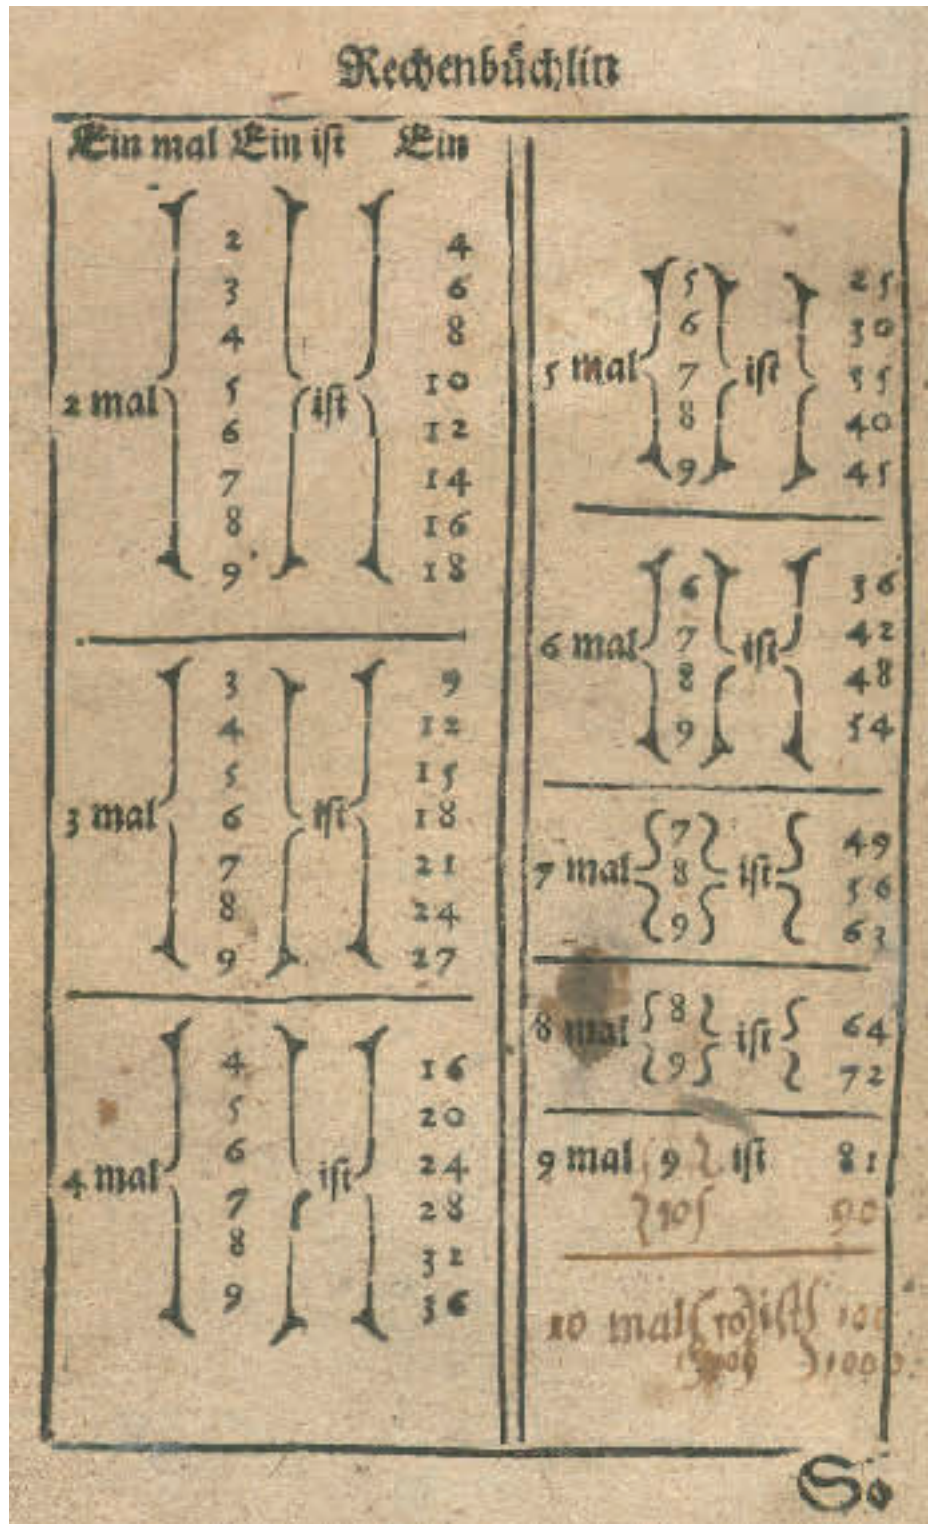 Rechenbüchlin
Ein mal Ein ist Ein
2 4
3 6
4 8
2 mal 5 ist 10
6 12
7 14
8 16
9 18
3 9
4 12
5 15
3 mal 6 ist 18
7 21
8 24
9 27
4 16
5 20
6 24
4 mal 7 ist 28
8 32
9 36
5 25
6 30
5 mal 7 ist 35
8 40
9 45
6 36
6 mal 7 ist 42
8 48
9 54
7 49
7 mal 8 ist 56
9 63
8 mal 8 ist 64
9 72
9 mal 9 ist 81
10 90
10 mal 10 ist 100
100 1000
So